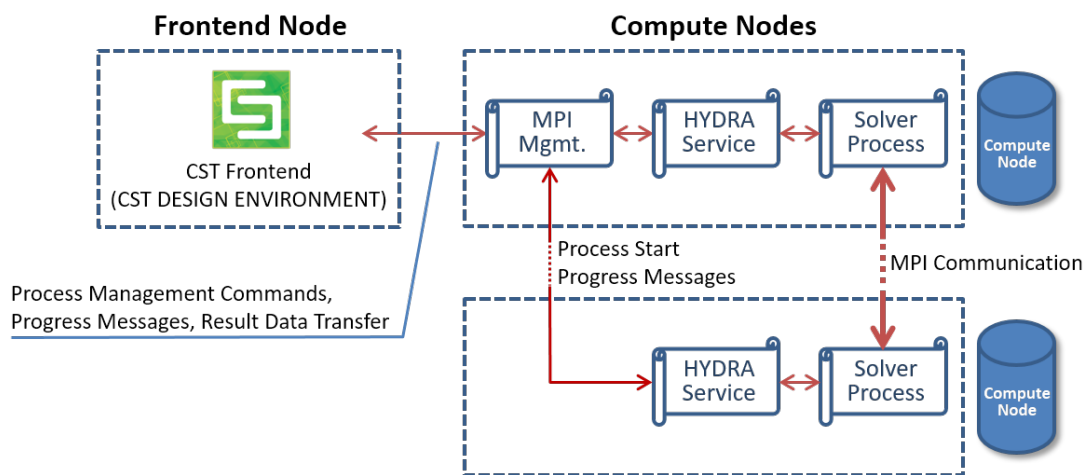 Frontend Node
Compute Nodes
CST Frontend
(CST DESIGN ENVIRONMENT)
MPI
Mgmt.
HYDRA
Service
Solver
Process
Compute
Node
Process Start
Progress Messages
MPI Communication
Process Management Commands,
Progress Messages, Result Data Transfer
HYDRA
Service
Solver
Process
Compute
Node